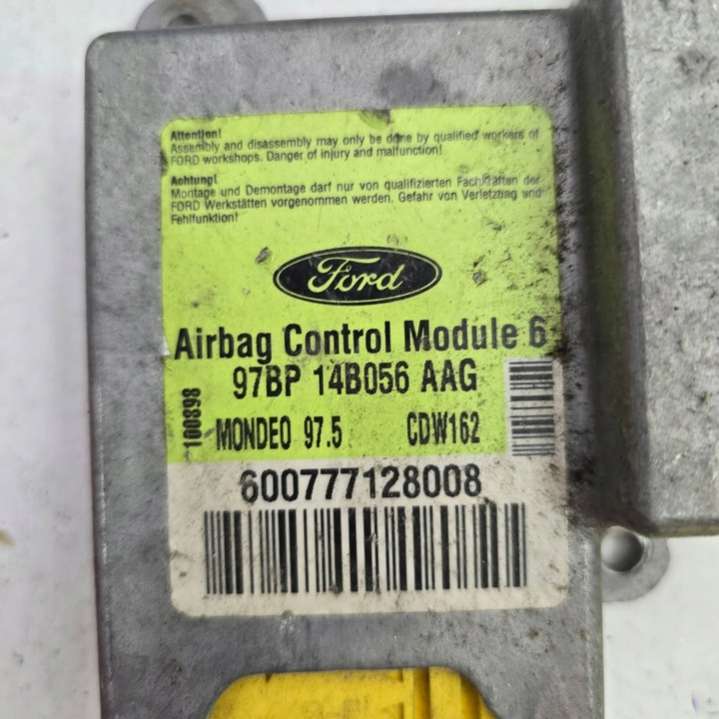 Attention!
Assembly and disassembly may only be done by qualified workers of
FORD workshops. Danger of injury and malfunction!
Achtung!
Montage und Demontage darf nur von qualifizierten Fachkräften der
FORD Werkstätten vorgenommen werden. Gefahr von Verletzung und
Fehlfunktion!
Ford
Airbag Control Module 6
97BP 14B056 AAG
100898
MONDEO 97.5 CDW162
600777128008